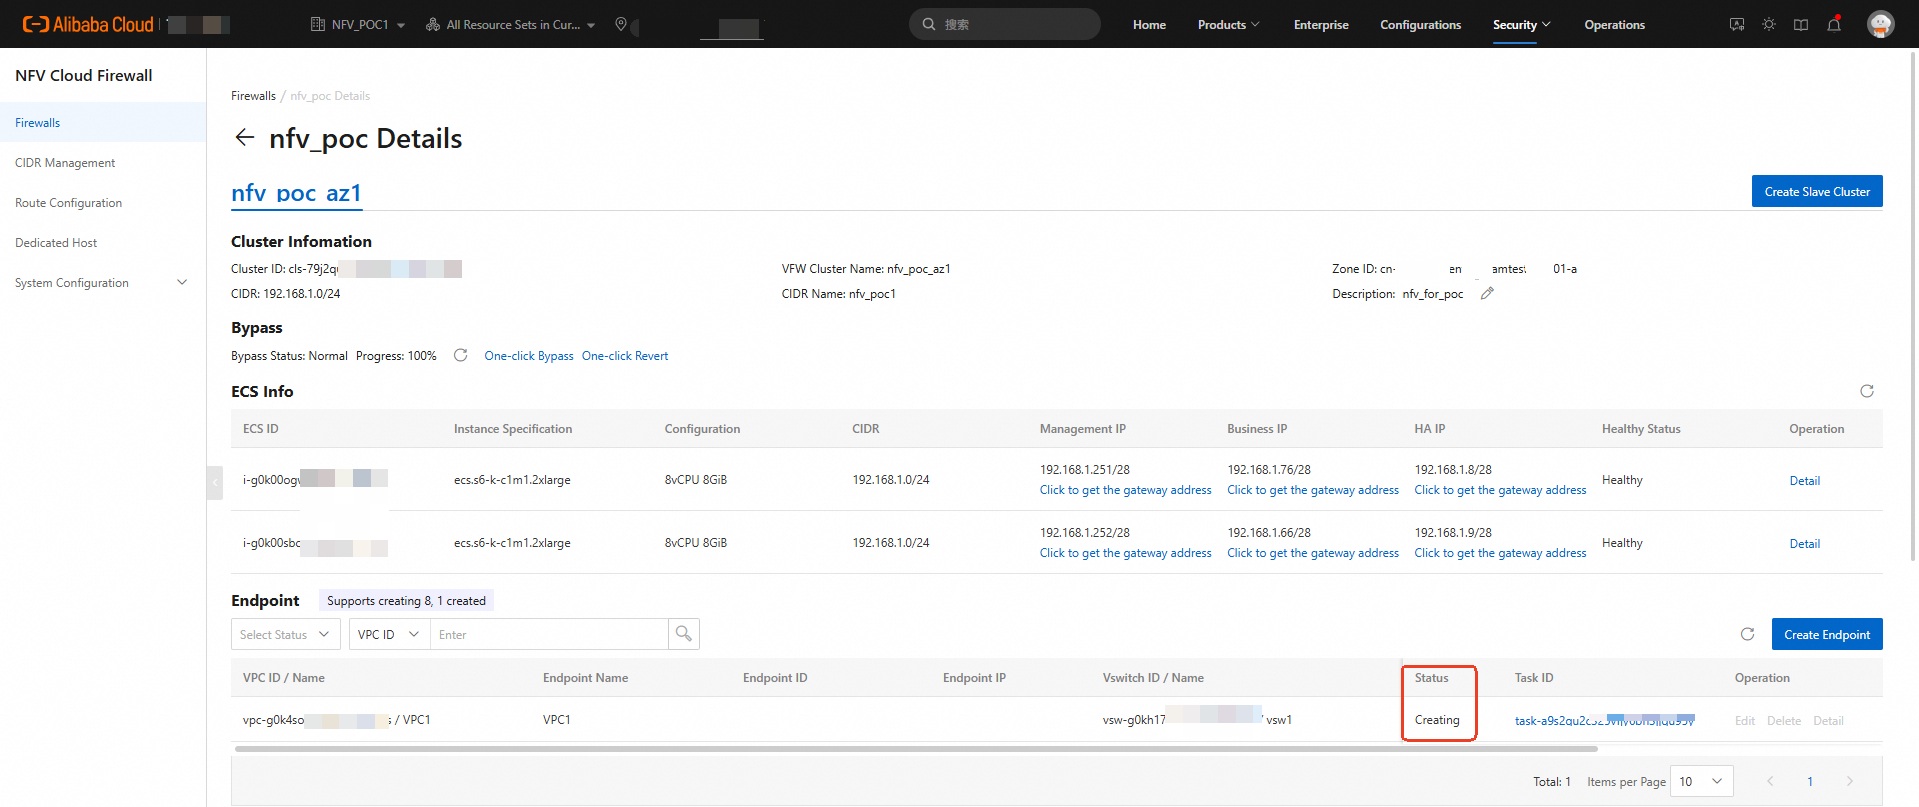 Alibaba Cloud
NFV_POC1
All Resource Sets in Cur...
搜索
Home
Products
Enterprise
Configurations
Security
Operations
NFV Cloud Firewall
Firewalls
CIDR Management
Route Configuration
Dedicated Host
System Configuration
Firewalls / nfv_poc Details
nfv_poc Details
nfv_poc_az1
Create Slave Cluster
Cluster Infomation
Cluster ID: cls-79j2q
VFW Cluster Name: nfv_poc_az1
Zone ID: cn- en amtest 01-a
CIDR: 192.168.1.0/24
CIDR Name: nfv_poc1
Description: nfv_for_poc
Bypass
Bypass Status: Normal Progress: 100% One-click Bypass One-click Revert
ECS Info
ECS ID Instance Specification Configuration CIDR Management IP Business IP HA IP Healthy Status Operation
i-g0k00og ecs.s6-k-c1m1.2xlarge 8vCPU 8GiB 192.168.1.0/24 192.168.1.251/28 192.168.1.76/28 192.168.1.8/28 Healthy Detail
Click to get the gateway address Click to get the gateway address Click to get the gateway address
i-g0k00sbc ecs.s6-k-c1m1.2xlarge 8vCPU 8GiB 192.168.1.0/24 192.168.1.252/28 192.168.1.66/28 192.168.1.9/28 Healthy Detail
Click to get the gateway address Click to get the gateway address Click to get the gateway address
Endpoint Supports creating 8, 1 created
Select Status VPC ID Enter
Create Endpoint
VPC ID / Name Endpoint Name Endpoint ID Endpoint IP Vswitch ID / Name Status Task ID Operation
vpc-g0k4so / VPC1 VPC1 vsw-g0kh17 / vsw1 Creating task-a9s2qu2c Edit Delete Detail
Total: 1 Items per Page 10 1